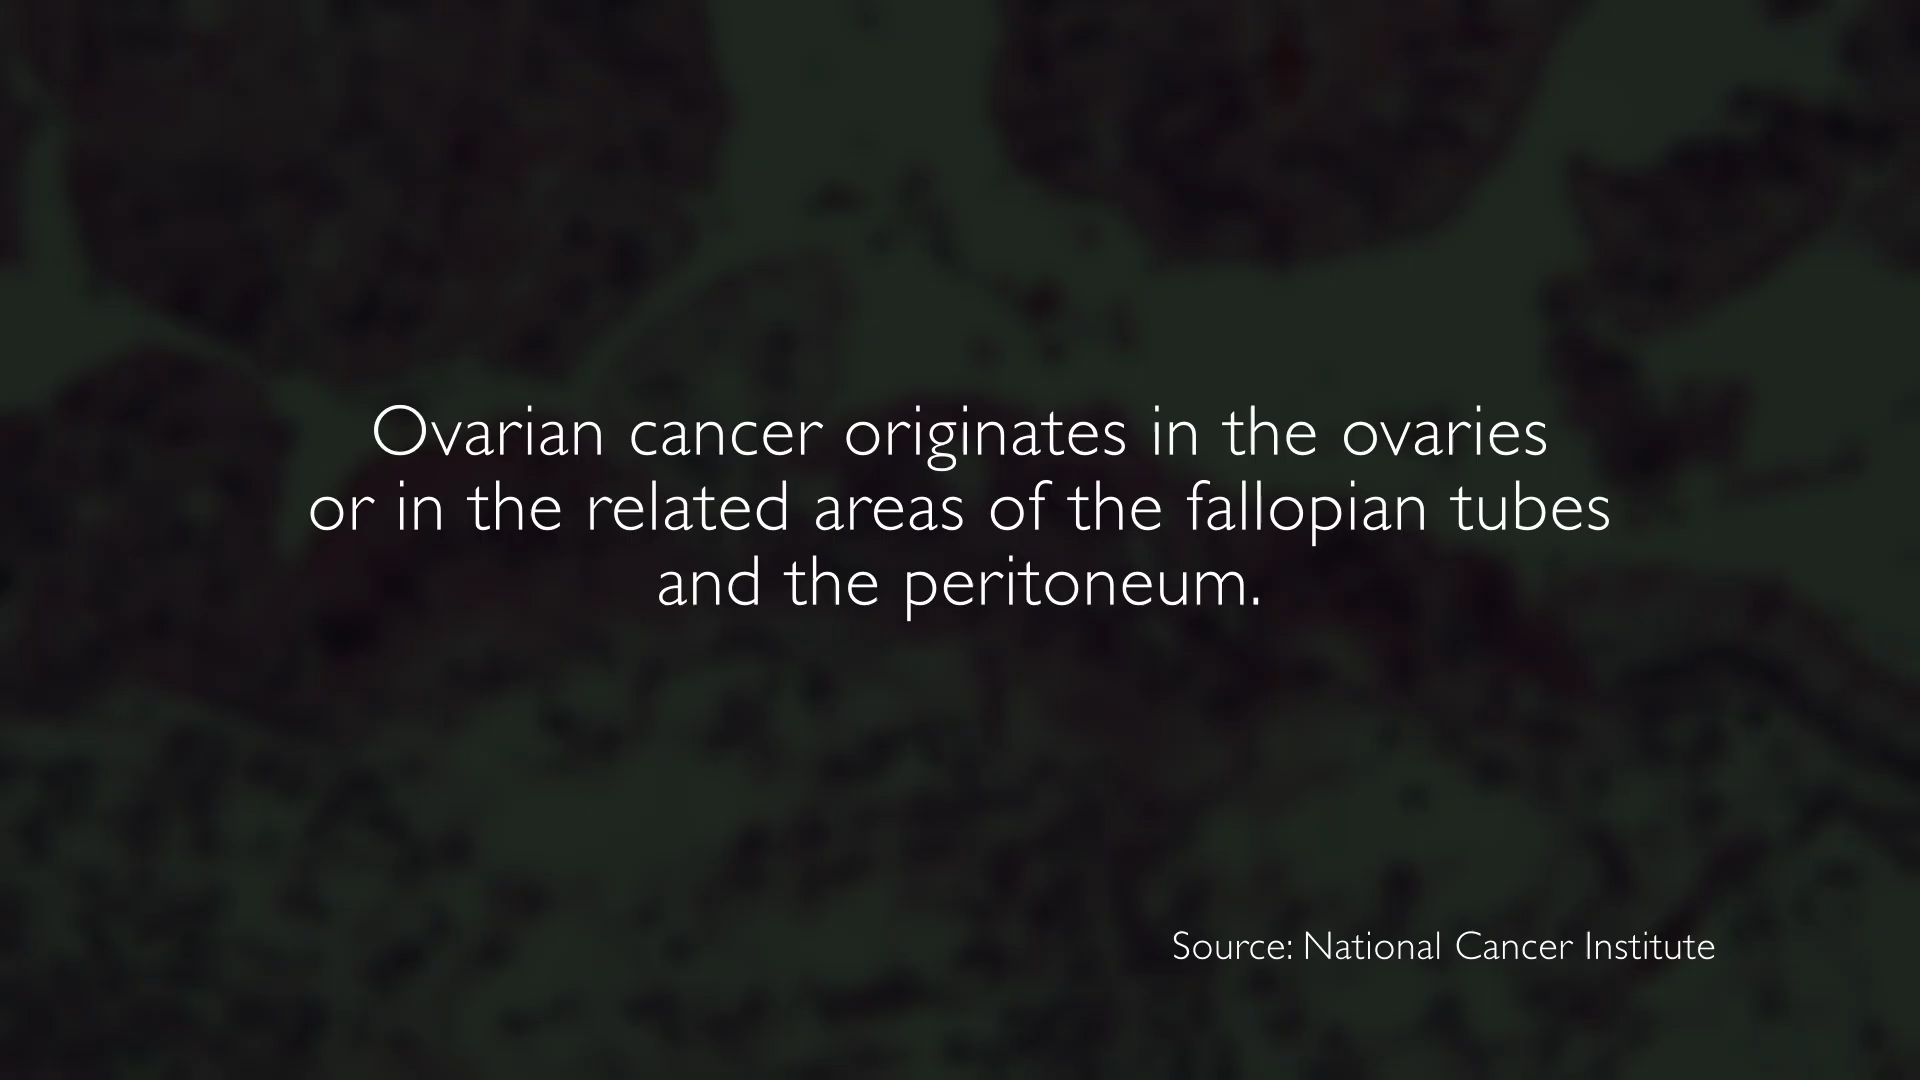 Ovarian cancer originates in the ovaries
or in the related areas of the fallopian tubes
and the peritoneum.
Source: National Cancer Institute